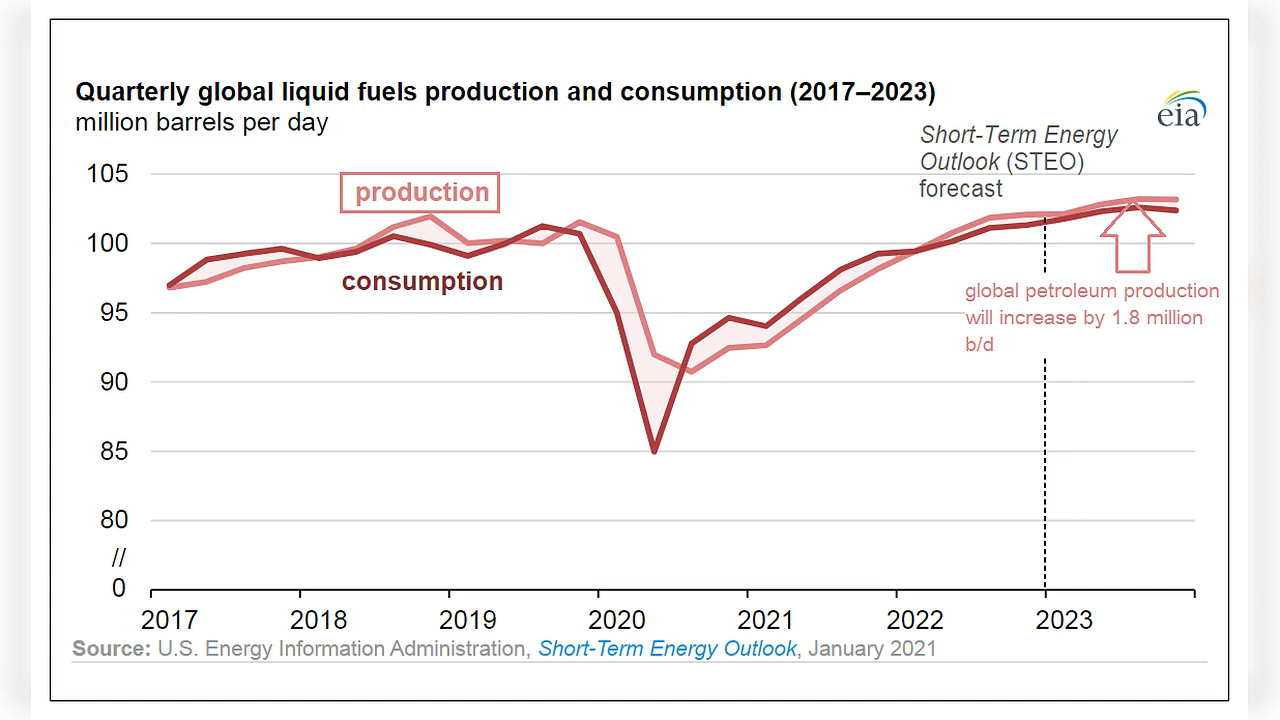 Quarterly global liquid fuels production and consumption (2017–2023)
million barrels per day
eia
Short-Term Energy
Outlook (STEO)
forecast
105
production
100
consumption
95
global petroleum production
will increase by 1.8 million
b/d
90
85
80
//
0
2017 2018 2019 2020 2021 2022 2023
Source: U.S. Energy Information Administration, Short-Term Energy Outlook, January 2021